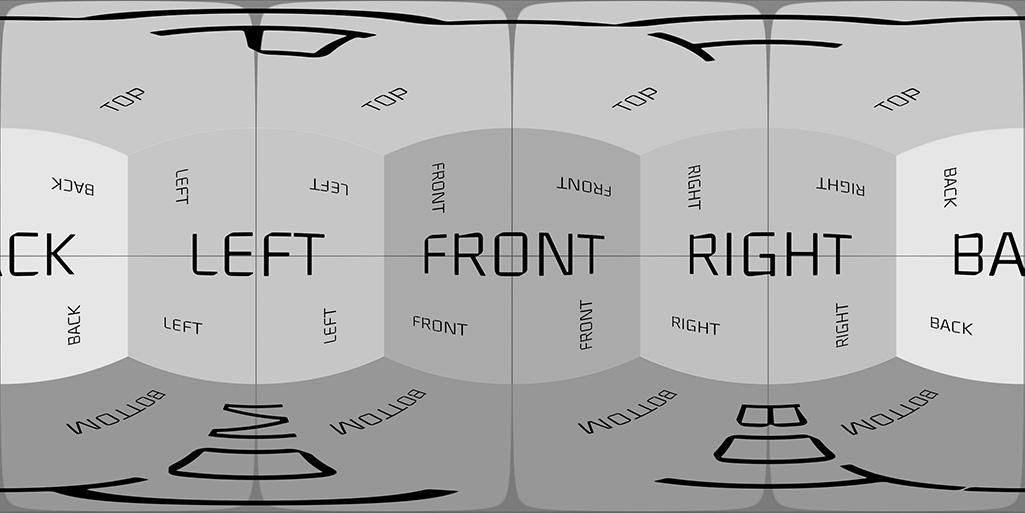 TOP TOP TOP TOP
BACK LEFT LEFT FRONT FRONT RIGHT RIGHT BACK
CK LEFT FRONT RIGHT BA
BACK LEFT LEFT FRONT FRONT RIGHT RIGHT BACK
BOTTOM BOTTOM BOTTOM BOTTOM